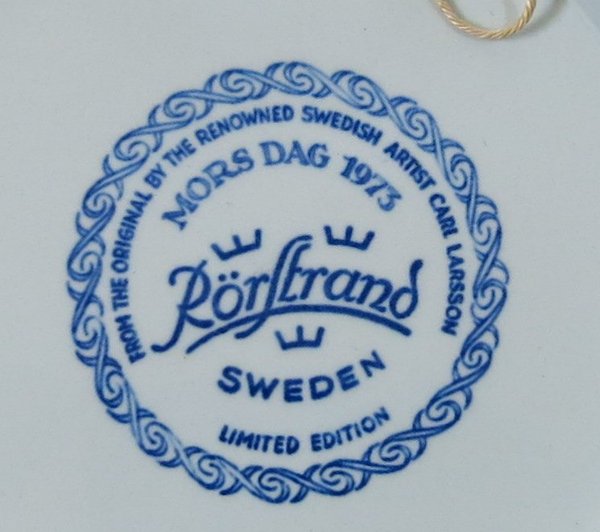 FROM THE ORIGINAL BY THE RENOWNED SWEDISH ARTIST CARL LARSSON
MORS DAG 1973
Rörstrand
SWEDEN
LIMITED EDITION